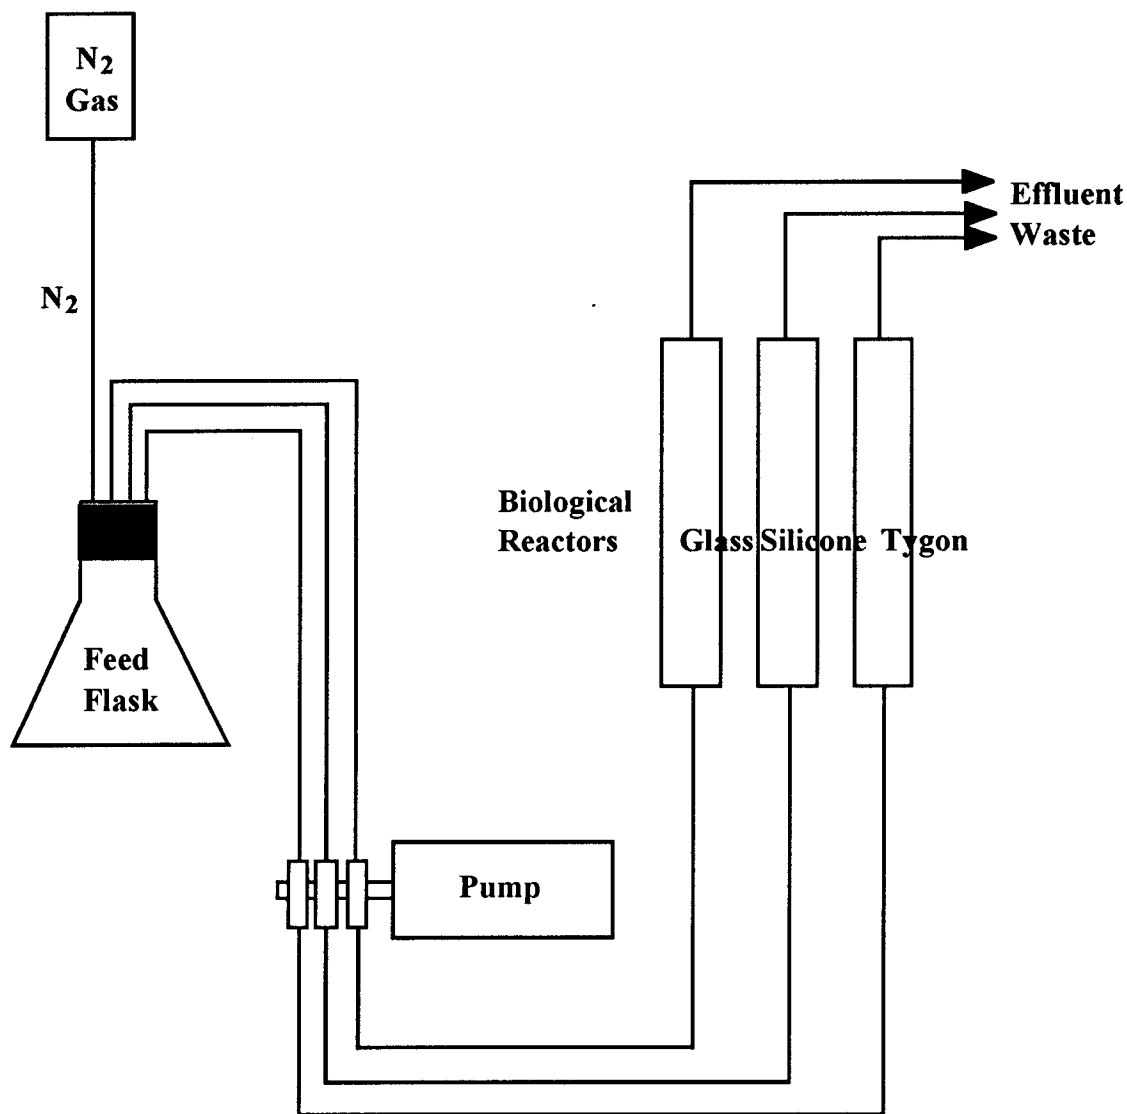 N2
Gas
N2
Effluent
Waste
Biological
Reactors
Glass Silicone Tygon
Feed
Flask
Pump